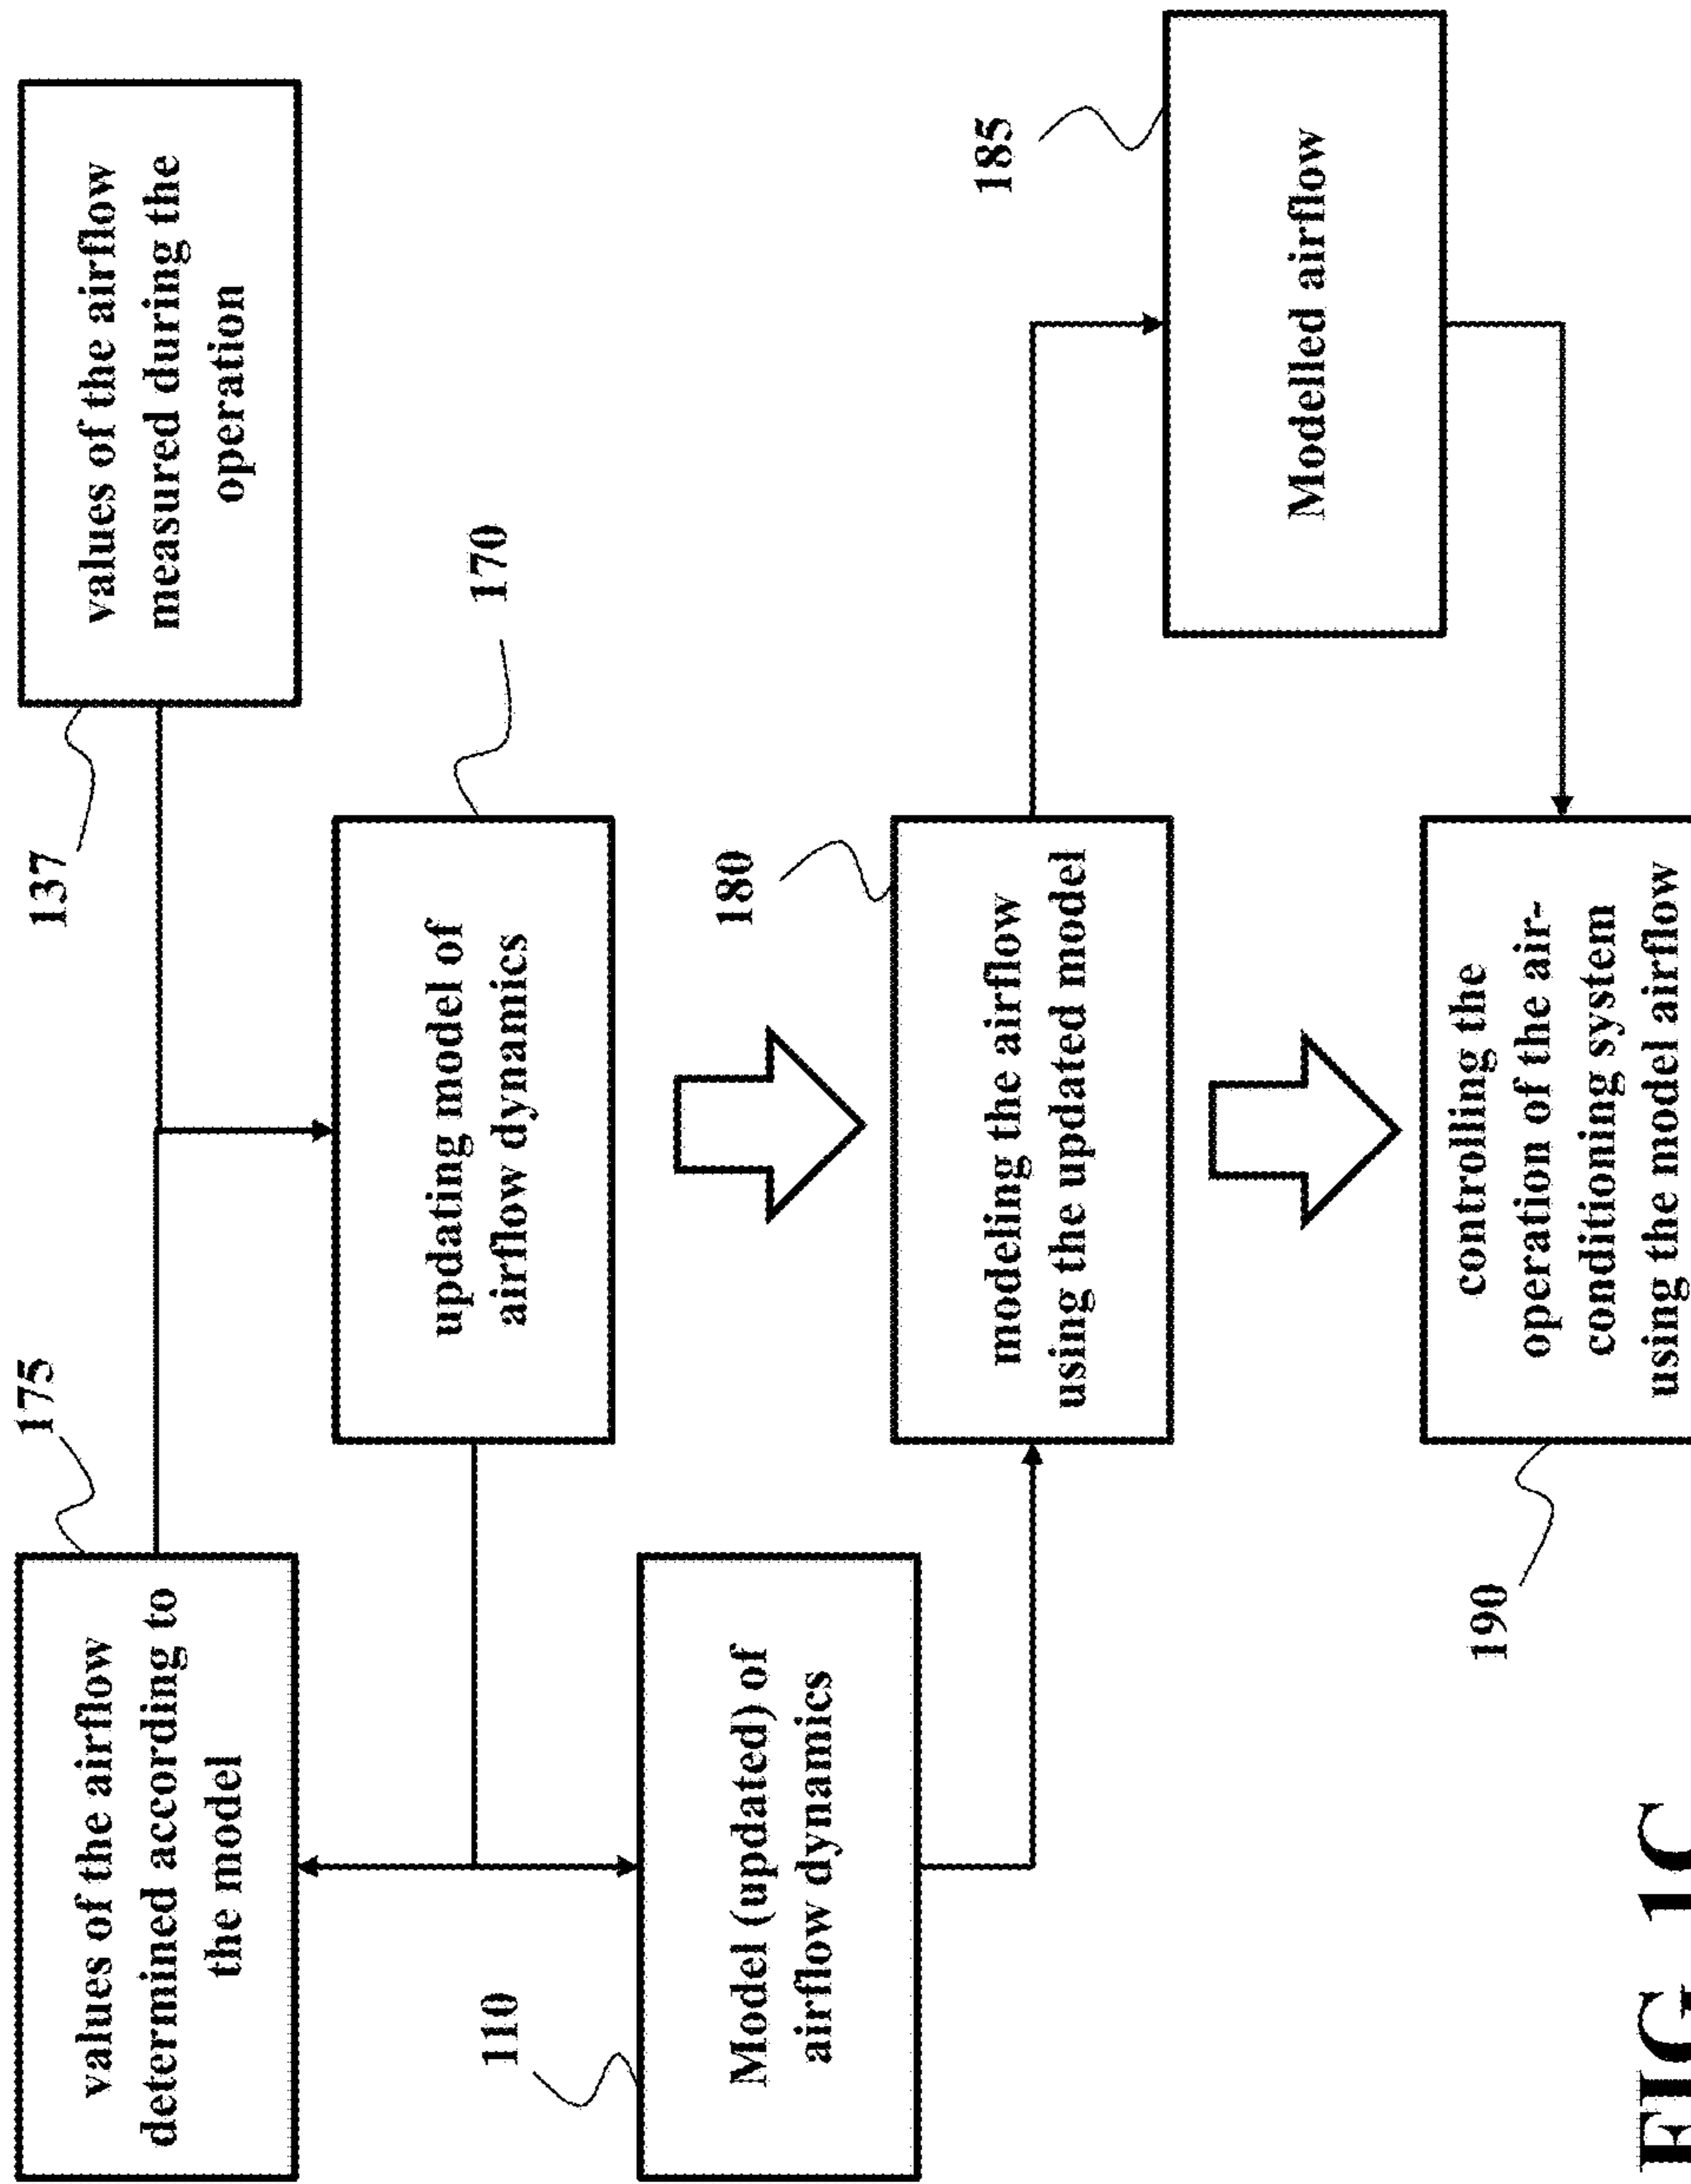 175
values of the airflow
determined according to
the model
137
values of the airflow
measured during the
operation
170
updating model of
airflow dynamics
110
Model (updated) of
airflow dynamics
180
modeling the airflow
using the updated model
185
Modelled airflow
190
controlling the
operation of the air-
conditioning system
using the model airflow
FIG 1C